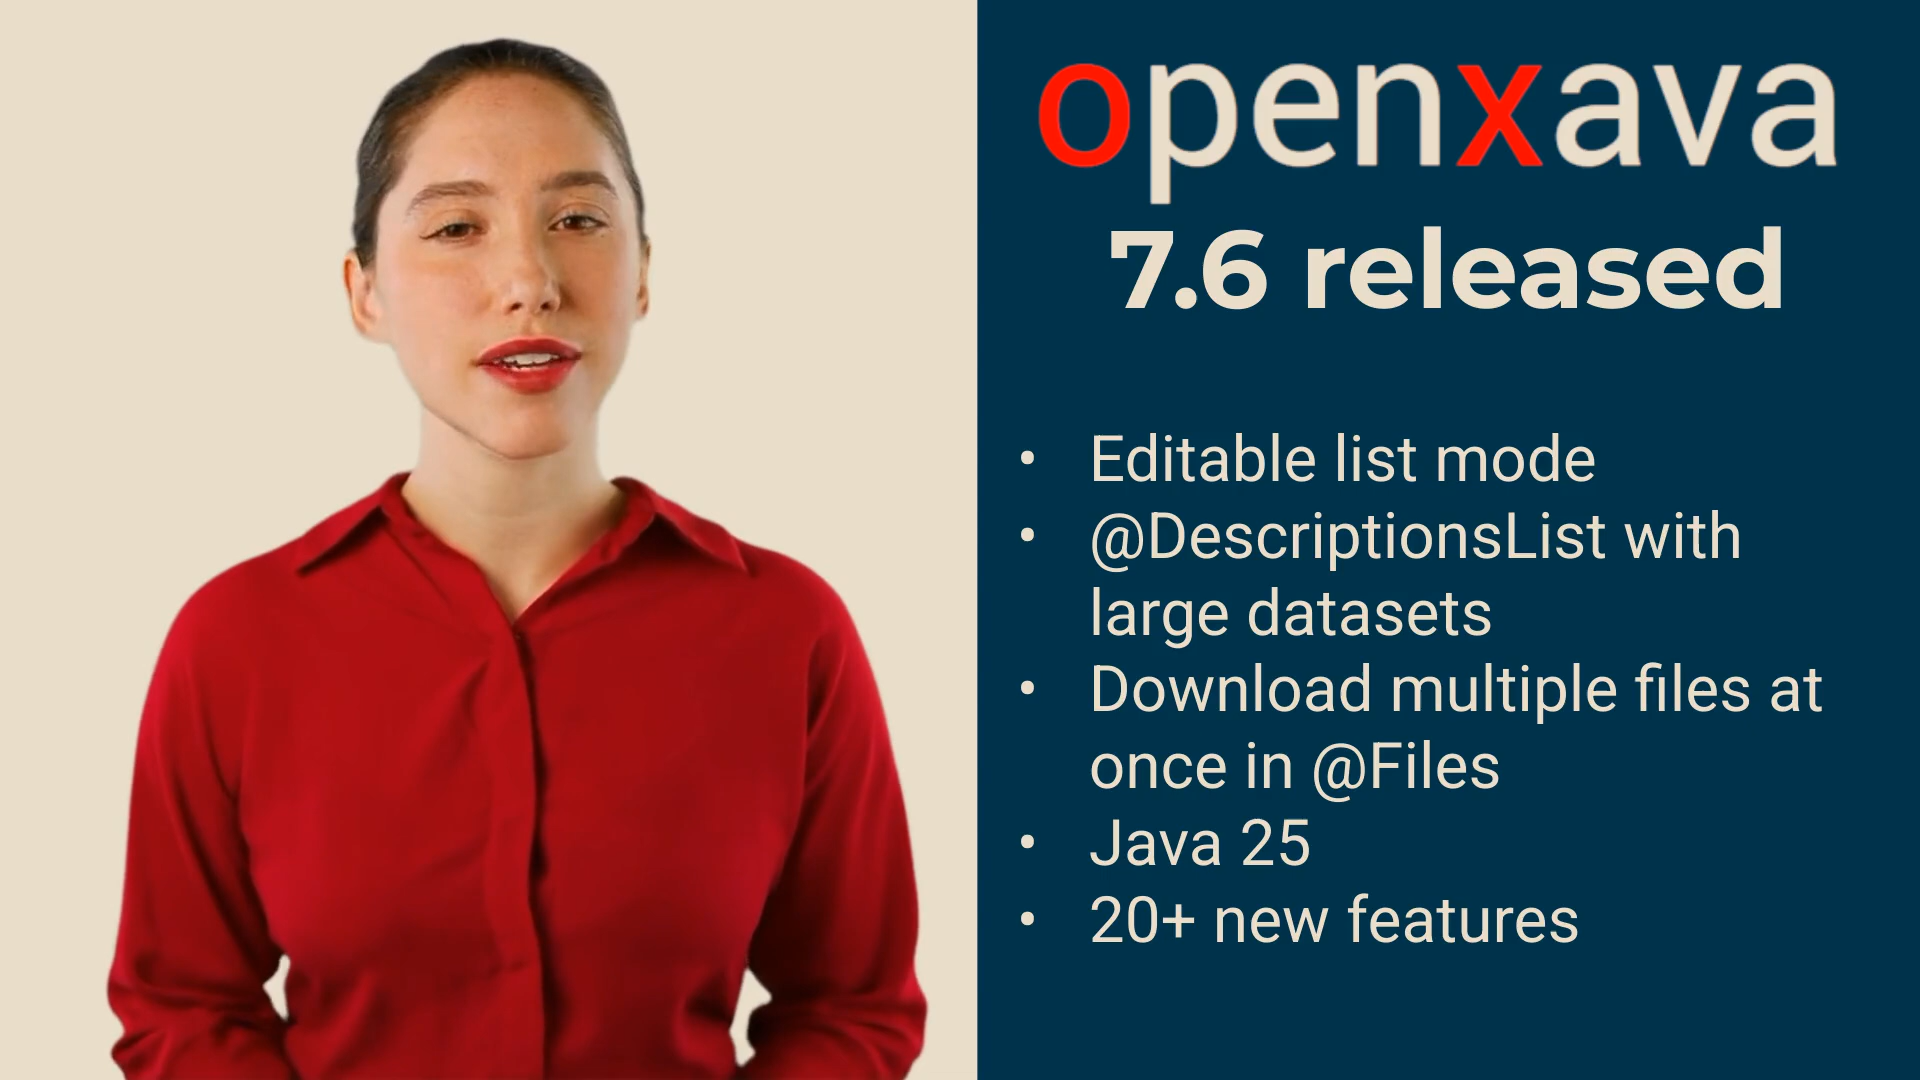 openxava
7.6 released
• Editable list mode
• @DescriptionsList with
large datasets
• Download multiple files at
once in @Files
• Java 25
• 20+ new features